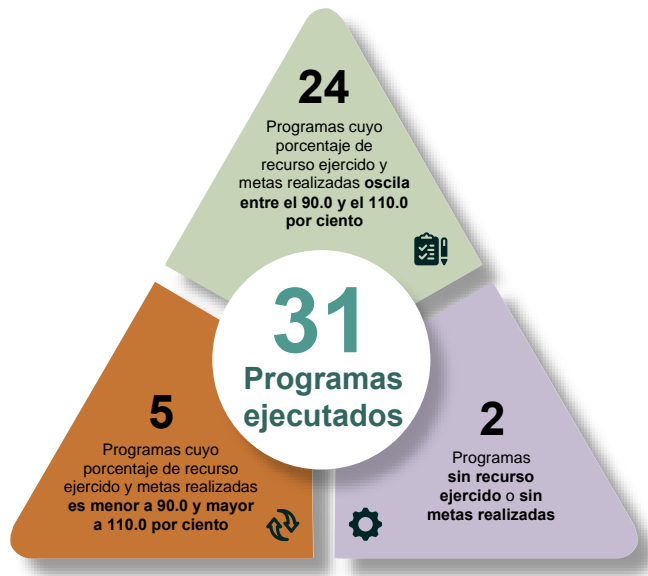 24
Programas cuyo
porcentaje de
recurso ejercido y
metas realizadas oscila
entre el 90.0 y el 110.0
por ciento
31
Programas
ejecutados
5
Programas cuyo
porcentaje de recurso
ejercido y metas realizadas
es menor a 90.0 y mayor
a 110.0 por ciento
2
Programas
sin recurso
ejercido o sin
metas realizadas